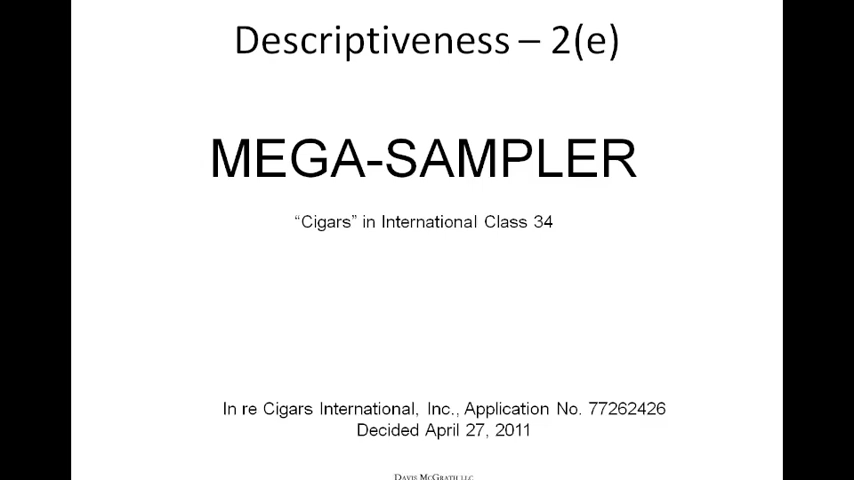 Descriptiveness – 2(e)
MEGA-SAMPLER
“Cigars” in International Class 34
In re Cigars International, Inc., Application No. 77262426
Decided April 27, 2011
DAVIS MCGRATH LLC